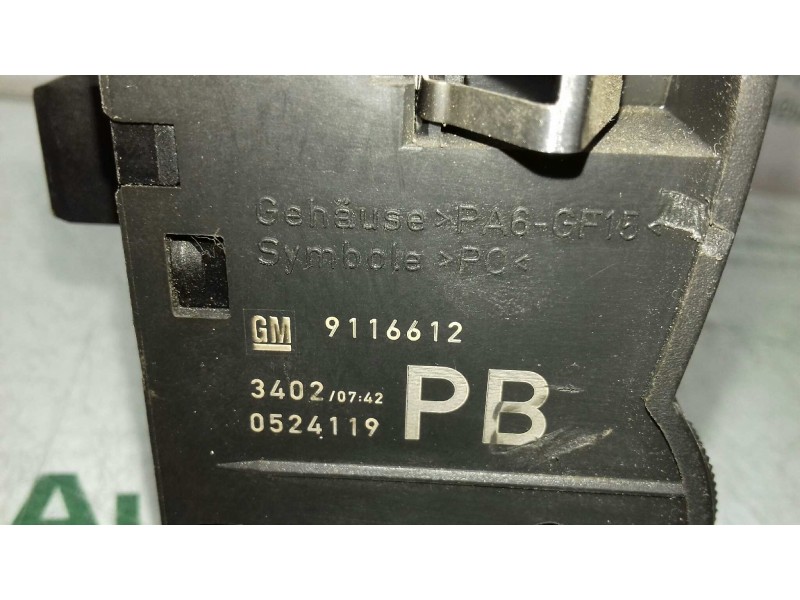 Gehäuse >PA6-GF15<
Symbole >PC<
GM 9116612
3402/07:42
0524119 PB